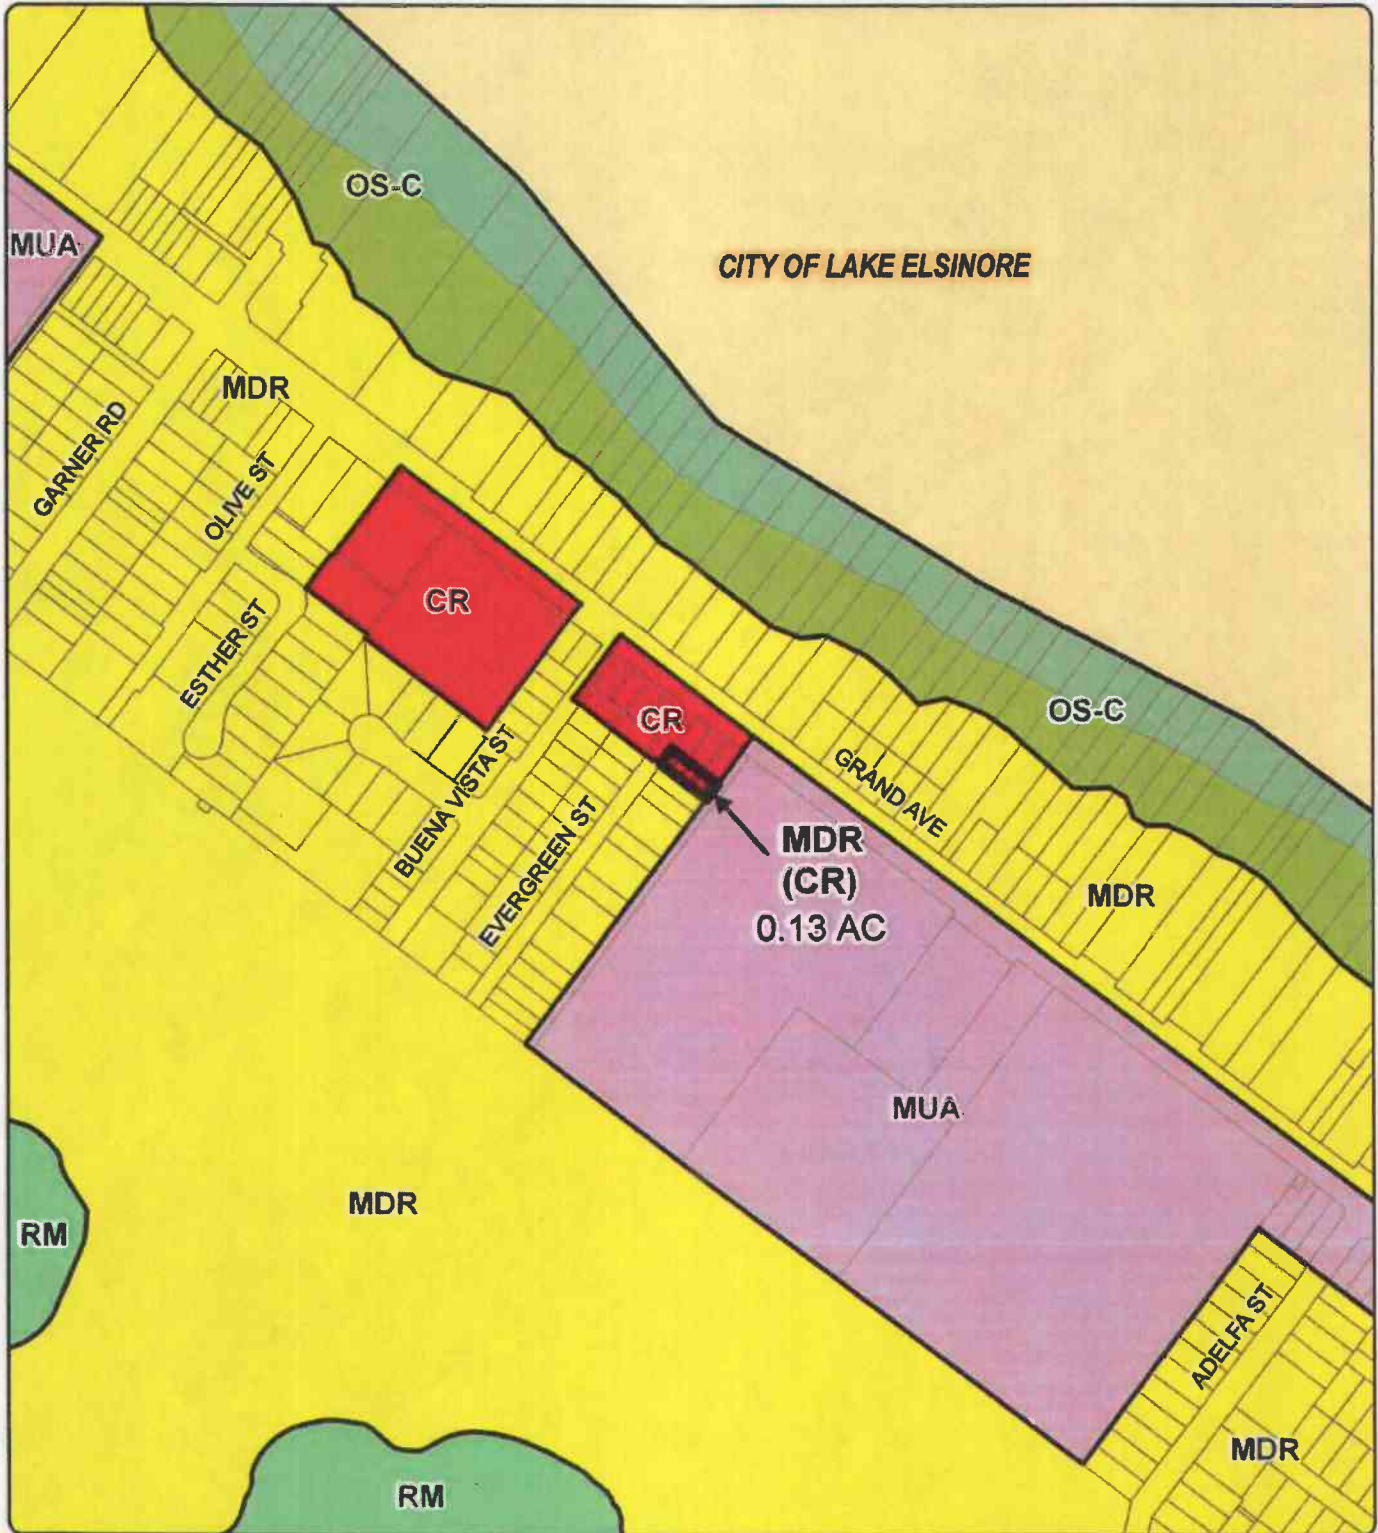 OS-C
MUA
CITY OF LAKE ELSINORE
MDR
GARNER RD
OLIVE ST
CR
ESTHER ST
CR
OS-C
BUENA VISTA ST
GRAND AVE
EVERGREEN ST
MDR
(CR)
0.13 AC
MDR
MUA
MDR
RM
ADELFA ST
MDR
RM